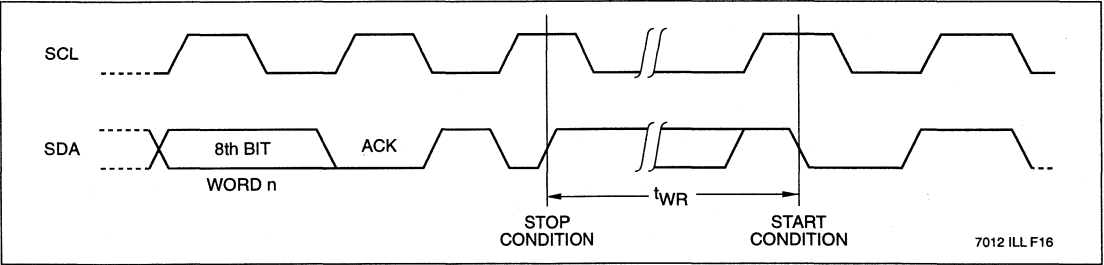 SCL
SDA
8th BIT
ACK
WORD n
tWR
STOP
CONDITION
START
CONDITION
7012 ILL F16